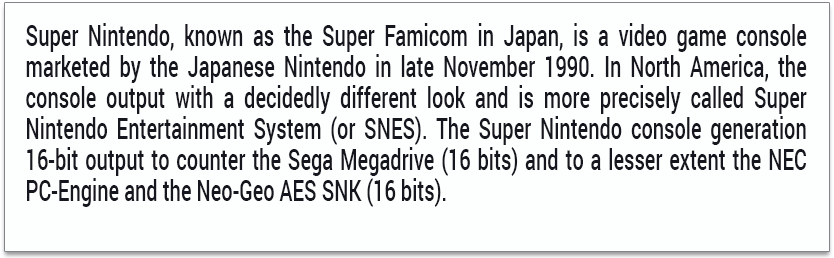 Super Nintendo, known as the Super Famicom in Japan, is a video game console
marketed by the Japanese Nintendo in late November 1990. In North America, the
console output with a decidedly different look and is more precisely called Super
Nintendo Entertainment System (or SNES). The Super Nintendo console generation
16-bit output to counter the Sega Megadrive (16 bits) and to a lesser extent the NEC
PC-Engine and the Neo-Geo AES SNK (16 bits).